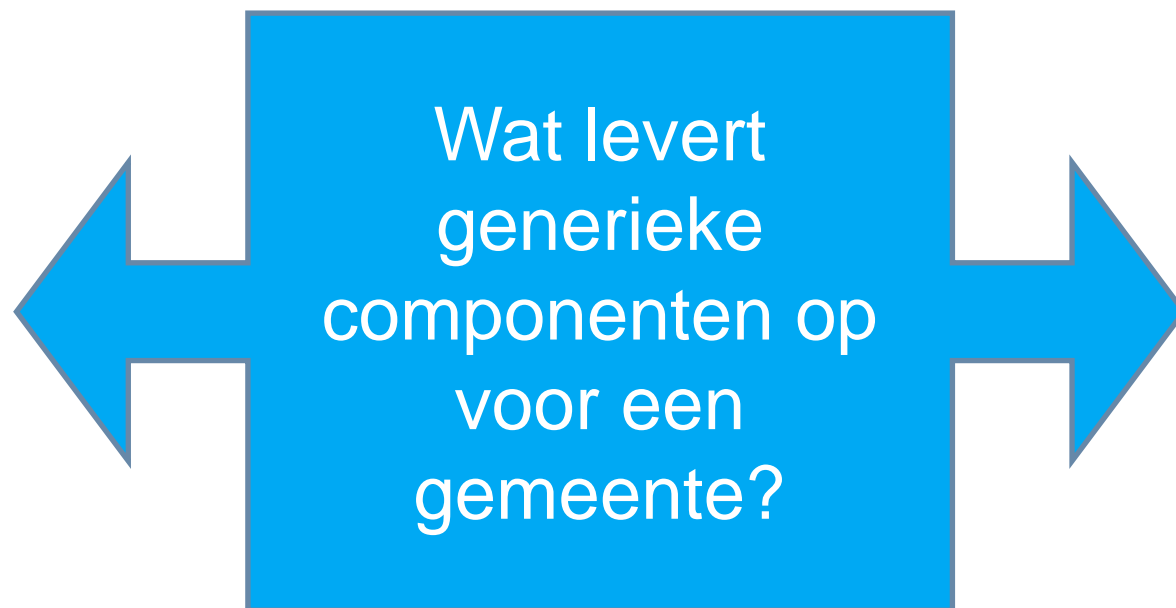 Wat levert
generieke
componenten op
voor een
gemeente?